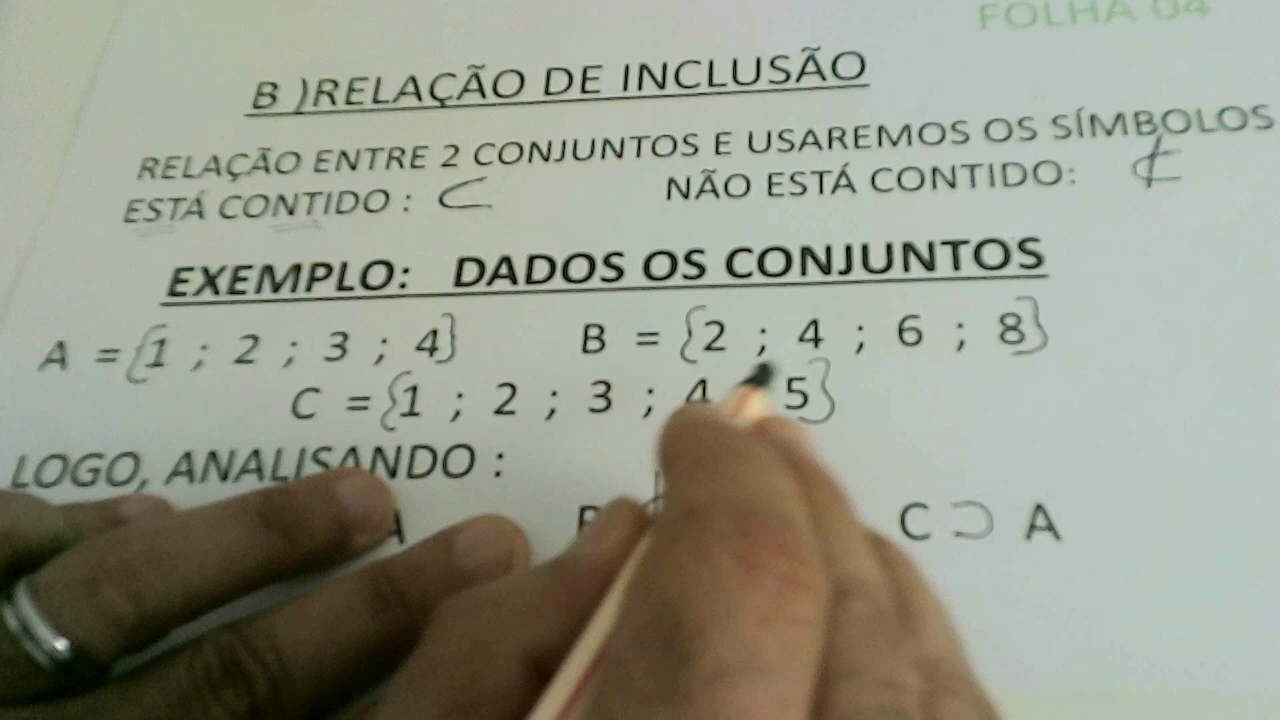 FOLHA 04
B )RELAÇÃO DE INCLUSÃO
RELAÇÃO ENTRE 2 CONJUNTOS E USAREMOS OS SÍMBOLOS
ESTÁ CONTIDO : ⊂ NÃO ESTÁ CONTIDO: ⊄
EXEMPLO: DADOS OS CONJUNTOS
A = {1 ; 2 ; 3 ; 4} B = {2 ; 4 ; 6 ; 8}
C = {1 ; 2 ; 3 ; 4 5}
LOGO, ANALISANDO :
A C ⊃ A